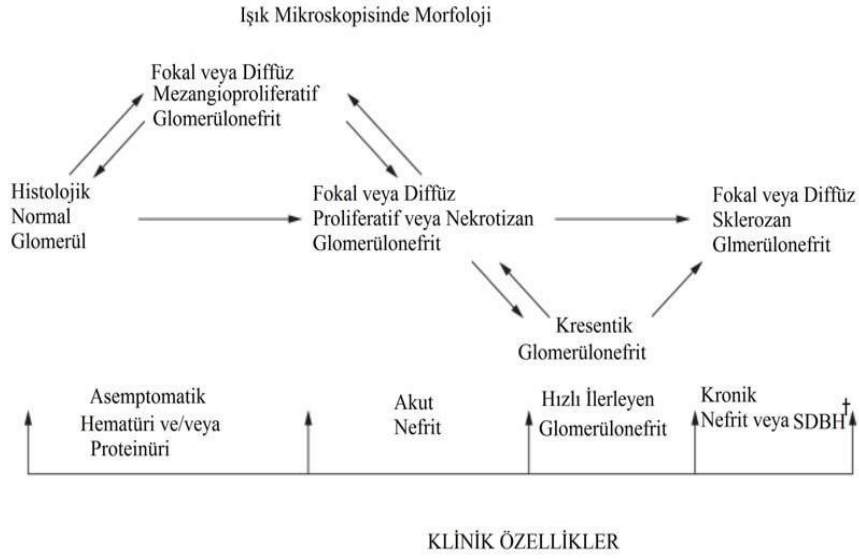 Işık Mikroskopisinde Morfoloji
Fokal veya Diffüz
Mezangioproliferatif
Glomerülonefrit
Histolojik
Normal
Glomerül
Fokal veya Diffüz
Proliferatif veya Nekrotizan
Glomerülonefrit
Fokal veya Diffüz
Sklerozan
Glmerülonefrit
Kresentik
Glomerülonefrit
Asemptomatik
Hematüri ve/veya
Proteinüri
Akut
Nefrit
Hızlı İlerleyen
Glomerülonefrit
Kronik
Nefrit veya SDBH†
KLİNİK ÖZELLİKLER